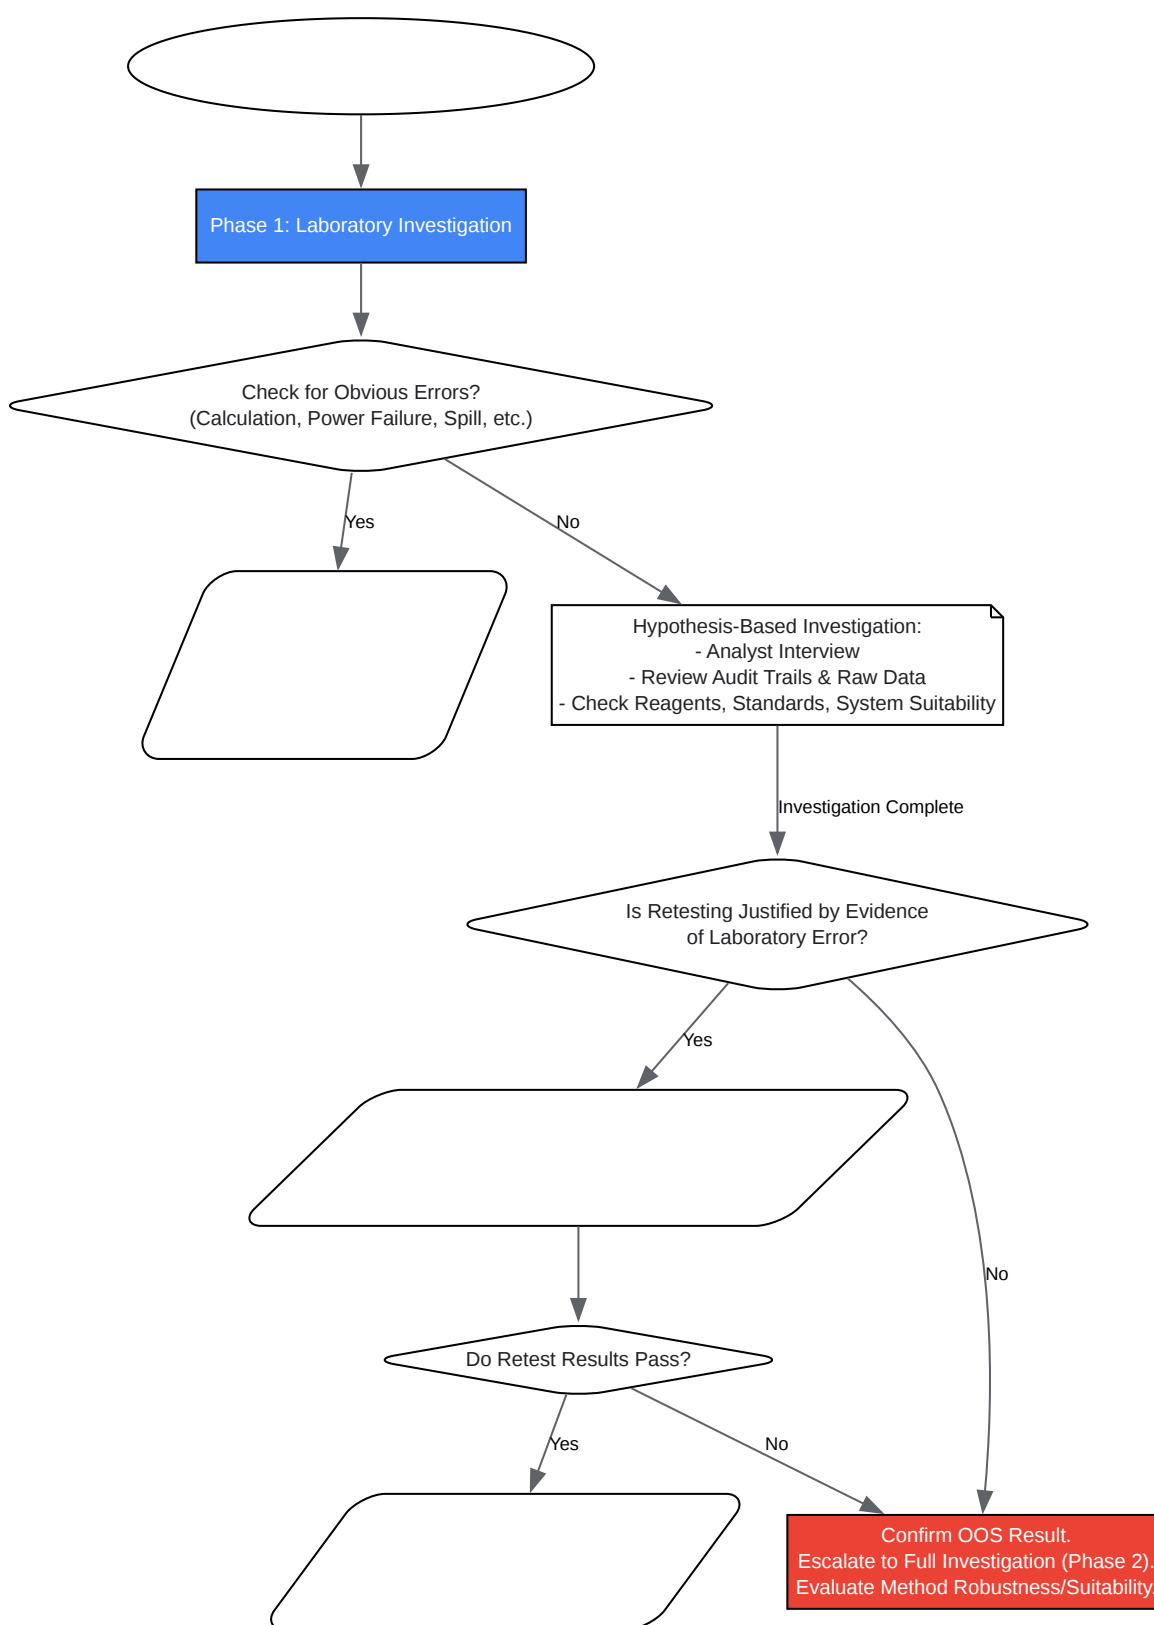 Phase 1: Laboratory Investigation
Check for Obvious Errors?
(Calculation, Power Failure, Spill, etc.)
Yes
No
Hypothesis-Based Investigation:
- Analyst Interview
- Review Audit Trails & Raw Data
- Check Reagents, Standards, System Suitability
Investigation Complete
Is Retesting Justified by Evidence
of Laboratory Error?
Yes
No
Do Retest Results Pass?
Yes
No
Confirm OOS Result.
Escalate to Full Investigation (Phase 2).
Evaluate Method Robustness/Suitability.